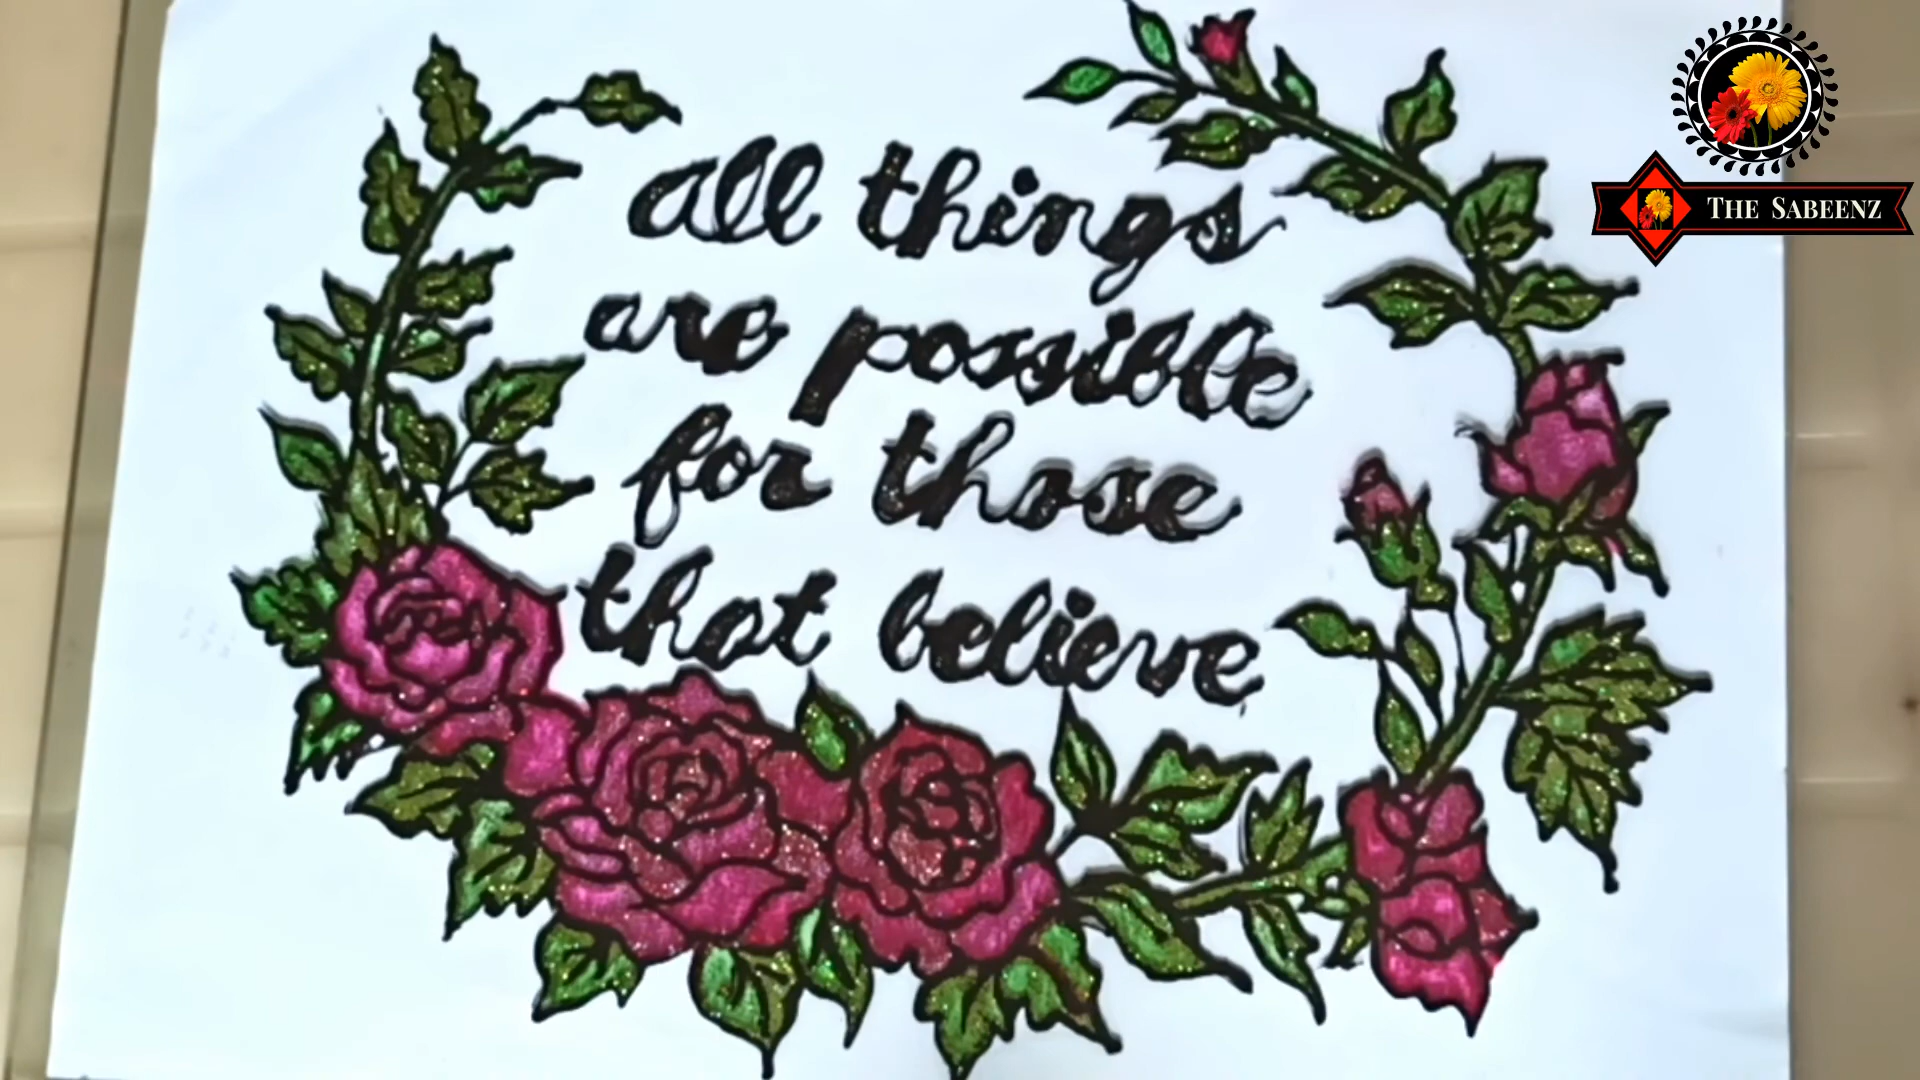 All things
are possible
for those
that believe
THE SABEENZ